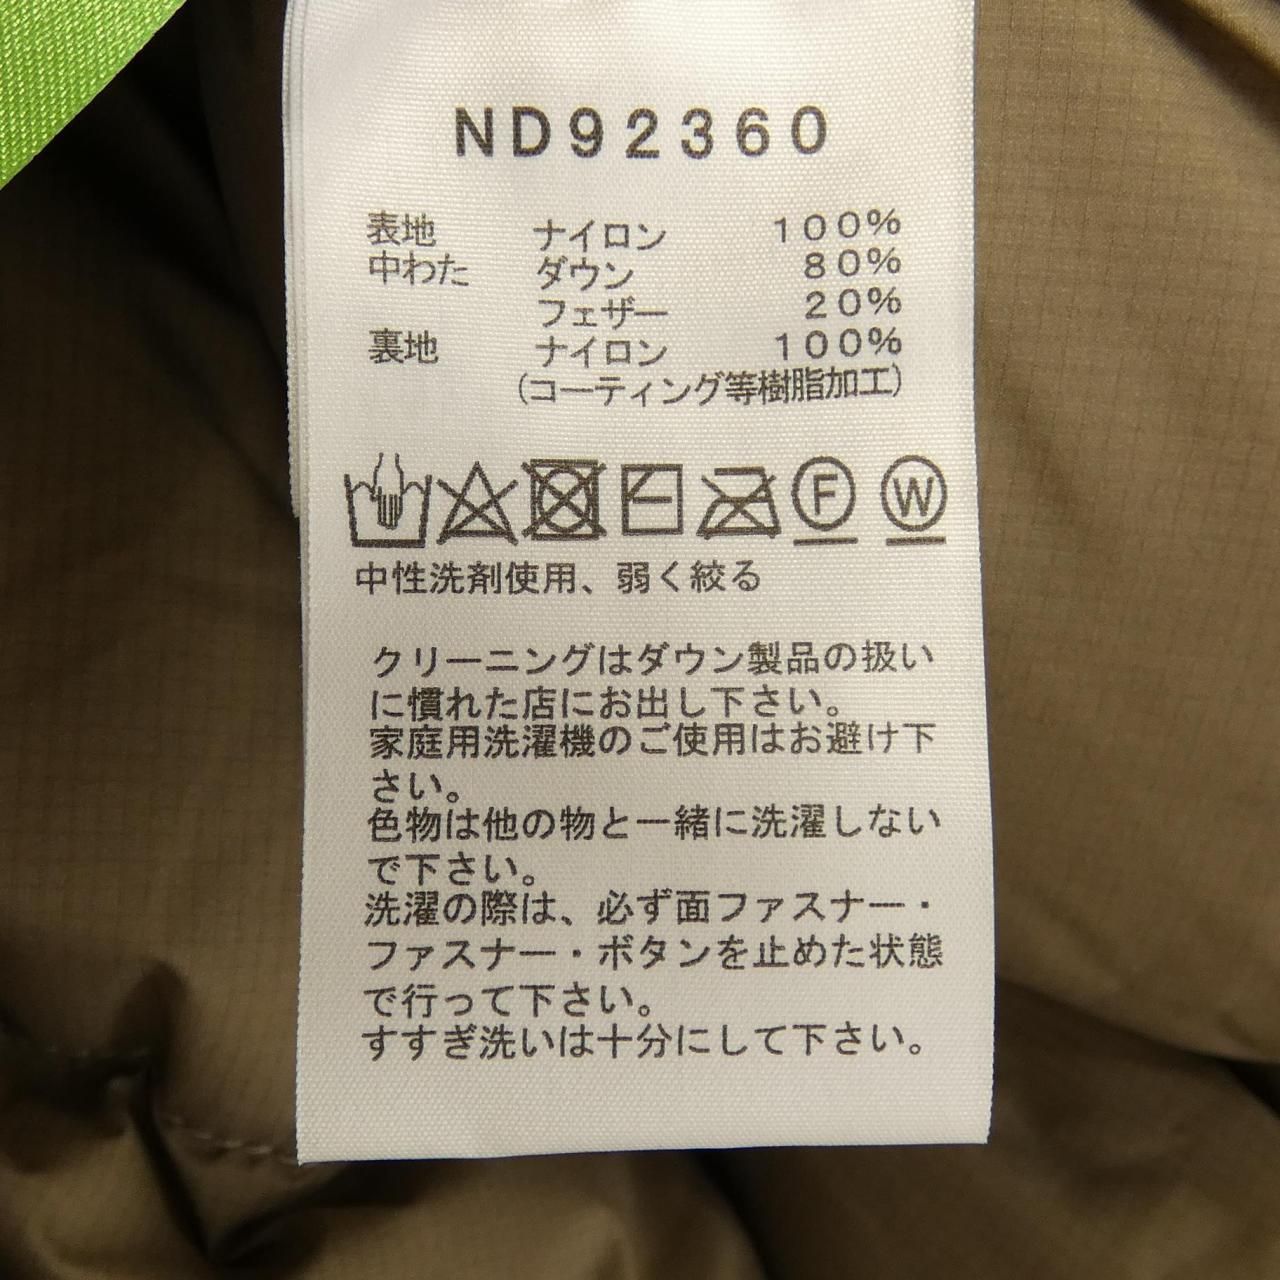 ND92360
表地 ナイロン 100%
中わた ダウン 80%
フェザー 20%
裏地 ナイロン 100%
(コーティング等樹脂加工)
F W
中性洗剤使用、弱く絞る
クリーニングはダウン製品の扱い
に慣れた店にお出し下さい。
家庭用洗濯機のご使用はお避け下
さい。
色物は他の物と一緒に洗濯しない
で下さい。
洗濯の際は、必ず面ファスナー・
ファスナー・ボタンを止めた状態
で行って下さい。
すすぎ洗いは十分にして下さい。